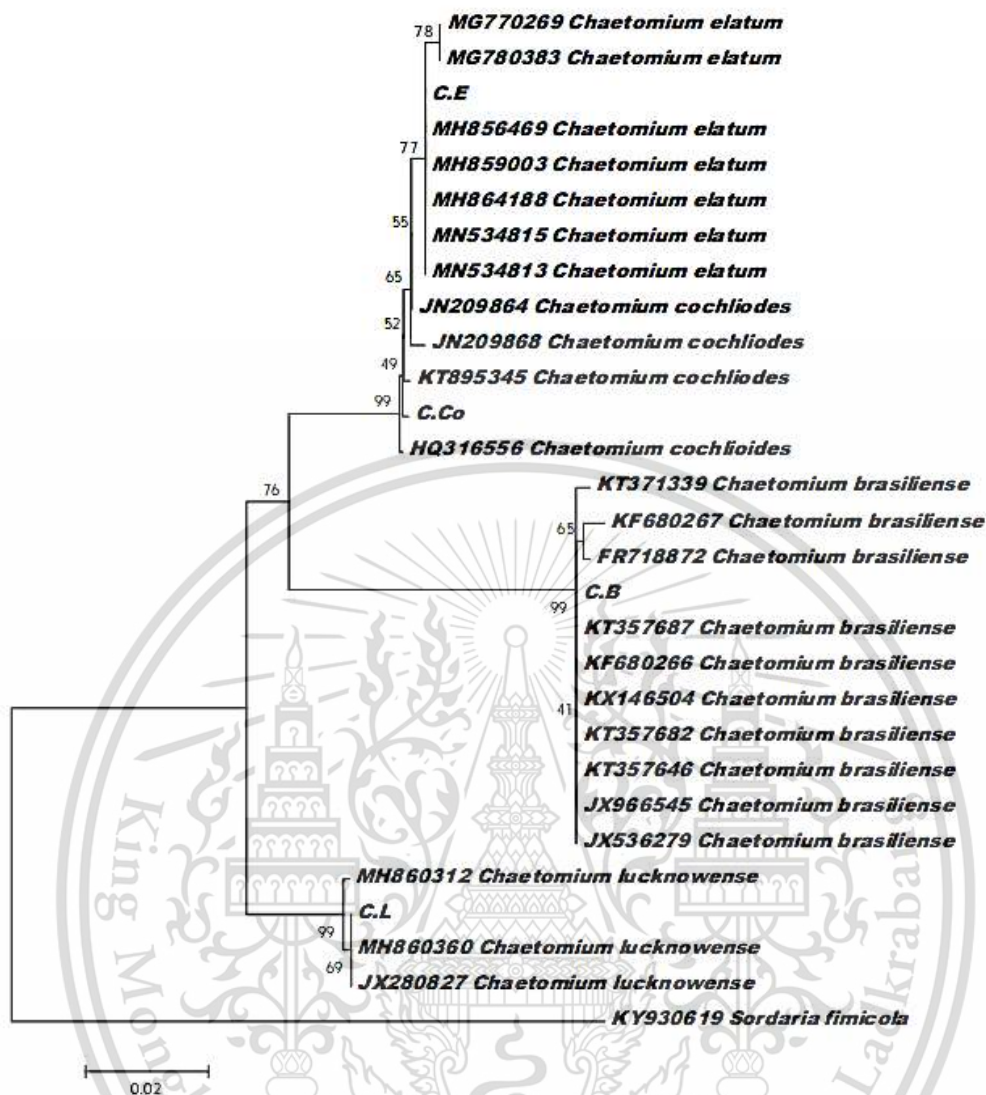 MG770269 Chaetomium elatum
78
MG780383 Chaetomium elatum
C.E
MH856469 Chaetomium elatum
77
MH859003 Chaetomium elatum
MH864188 Chaetomium elatum
55
MN534815 Chaetomium elatum
MN534813 Chaetomium elatum
65
JN209864 Chaetomium cochliodes
52
JN209868 Chaetomium cochliodes
49
KT895345 Chaetomium cochliodes
99
C.Co
HQ316556 Chaetomium cochlioides
76
KT371339 Chaetomium brasiliense
65
KF680267 Chaetomium brasiliense
FR718872 Chaetomium brasiliense
C.B
99
KT357687 Chaetomium brasiliense
KF680266 Chaetomium brasiliense
KX146504 Chaetomium brasiliense
41
KT357682 Chaetomium brasiliense
KT357646 Chaetomium brasiliense
JX966545 Chaetomium brasiliense
JX536279 Chaetomium brasiliense
MH860312 Chaetomium lucknowense
C.L
99
MH860360 Chaetomium lucknowense
69
JX280827 Chaetomium lucknowense
KY930619 Sordaria fimicola
0.02
King Mong
Ladkrabang